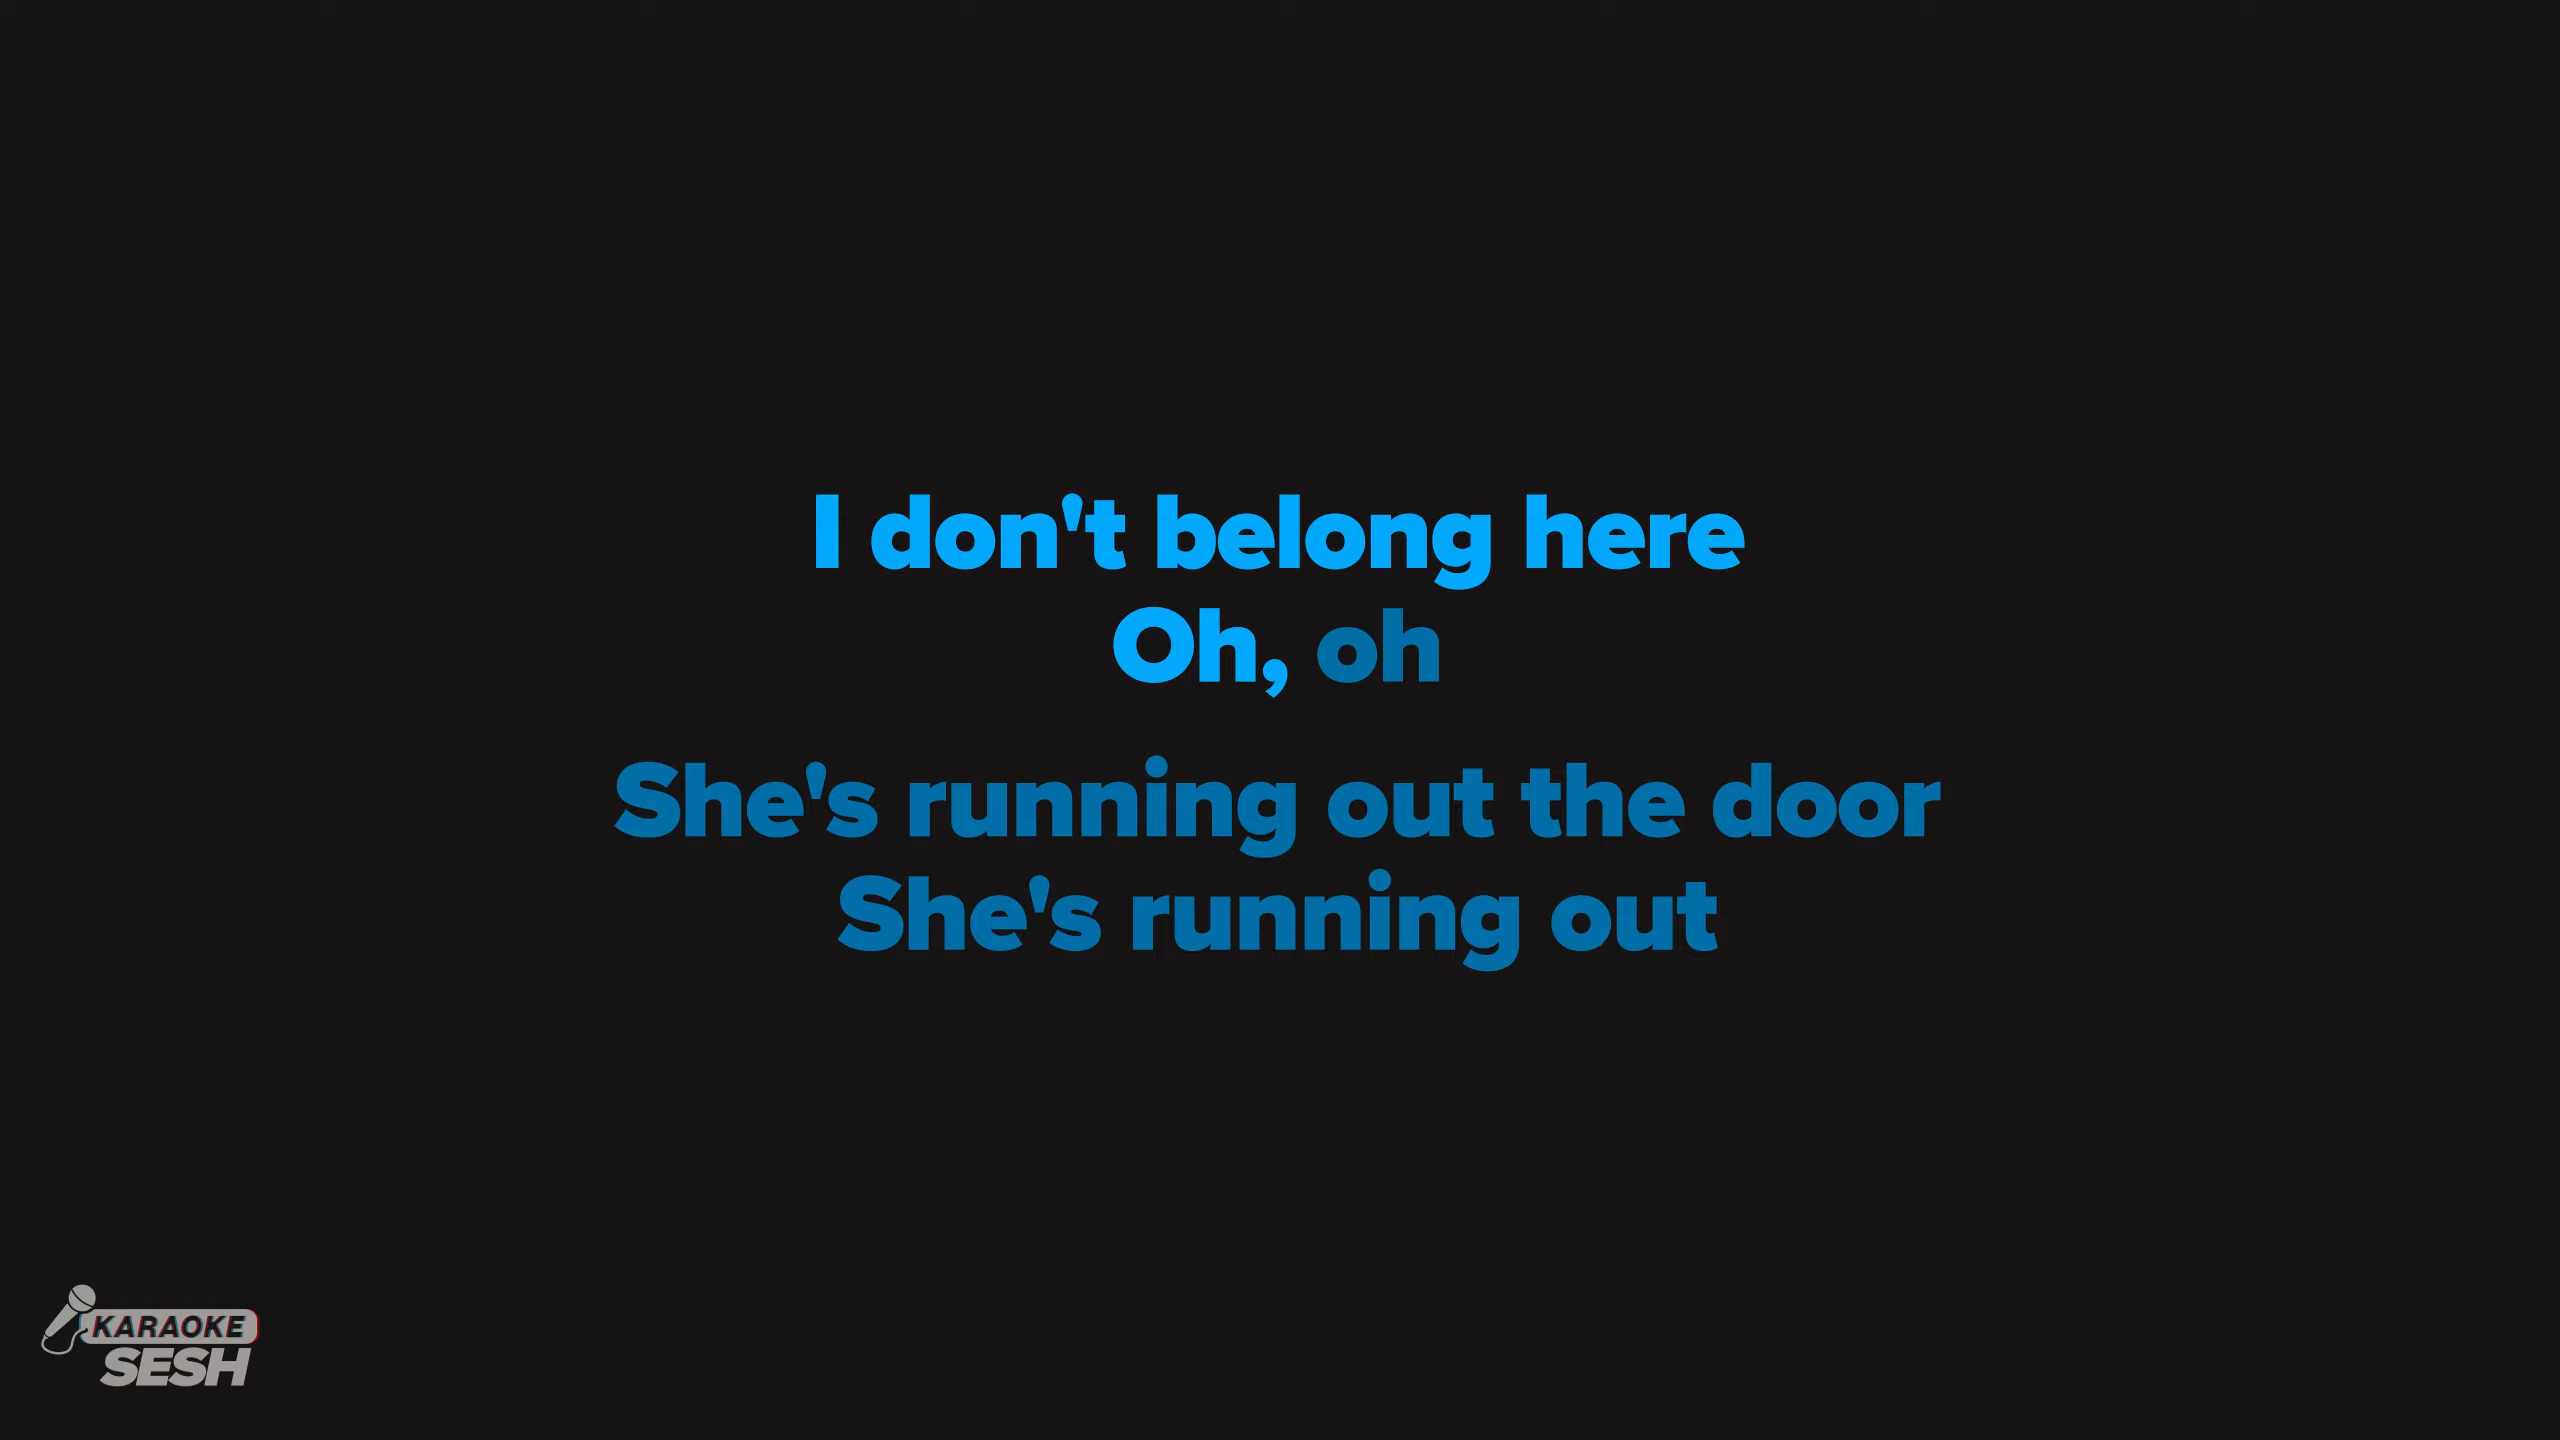 I don't belong here
Oh, oh
She's running out the door
She's running out
KARAOKE
SESH